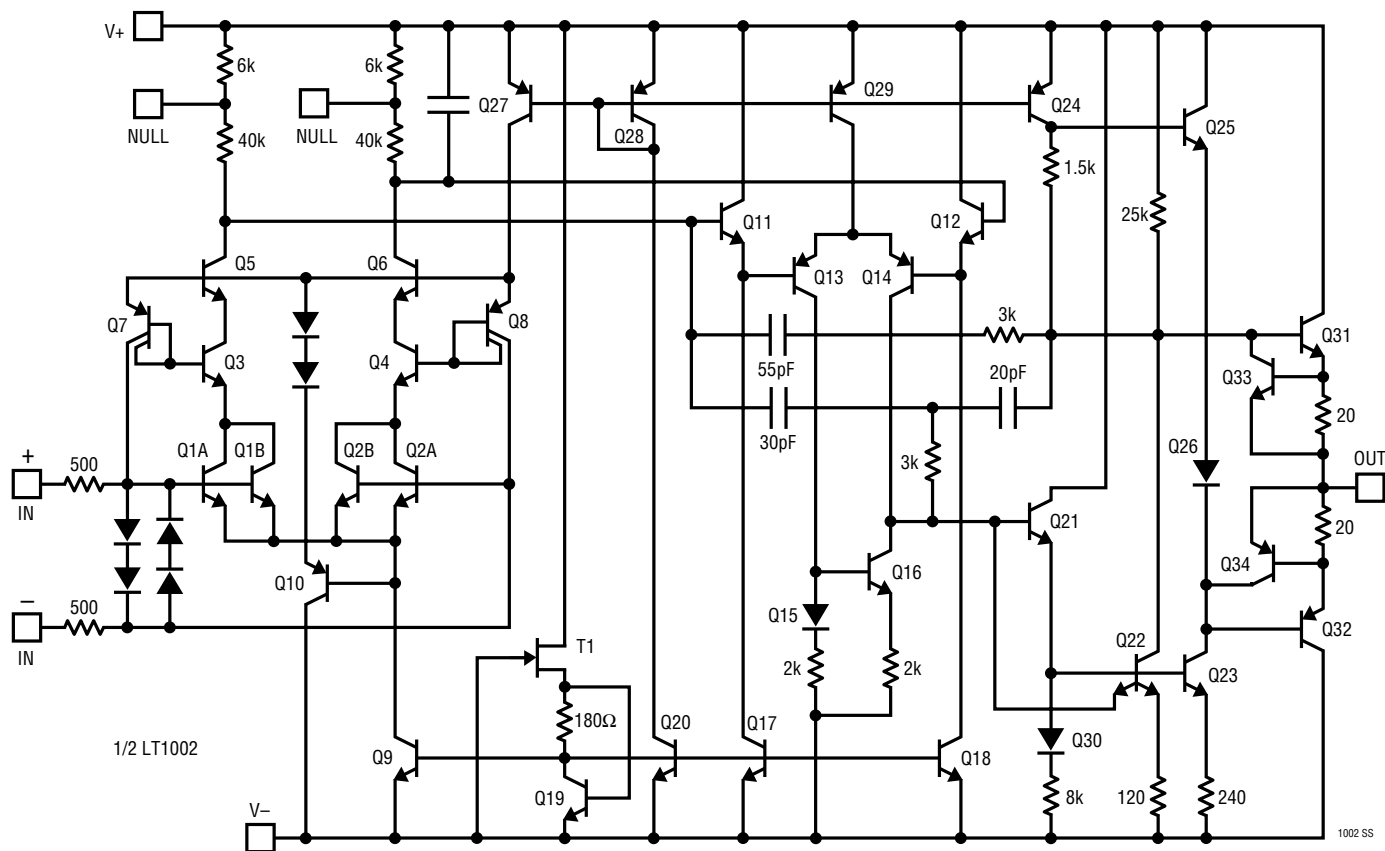 V+
6k
6k
Q27
Q28
Q29
Q24
Q25
NULL
NULL
40k
40k
1.5k
25k
Q11
Q12
Q5
Q6
Q13
Q14
Q7
Q8
Q3
Q4
3k
Q31
55pF
20pF
Q33
20
30pF
3k
Q26
OUT
+
500
IN
Q1A
Q1B
Q2B
Q2A
Q21
20
Q34
Q10
Q16
–
500
IN
Q15
Q32
T1
Q22
Q23
2k
2k
180Ω
Q20
Q17
Q30
1/2 LT1002
Q9
Q18
Q19
8k
120
240
V–
1002 SS